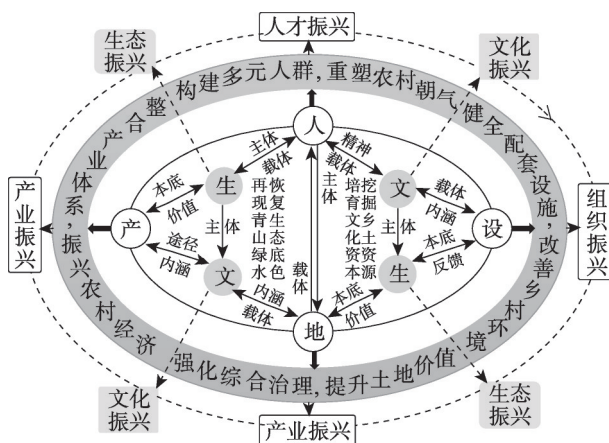 人才振兴
生态
振兴
文化
振兴
构建多元人群,重塑农村朝气
健全配套设施,改善乡村环境
整合产业体系,振兴农村经济
强化综合治理,提升土地价值
产业振兴
组织振兴
人
主体
载体
精神
载体
生
文
本底
价值
恢复生态底色
再现青山绿水
主体
载体
挖掘乡土资源
培育文化资本
载体
内涵
产
主体
主体
设
途径
内涵
本底
反馈
文
生
内涵
载体
本底
价值
地
文化
振兴
产业振兴
生态
振兴